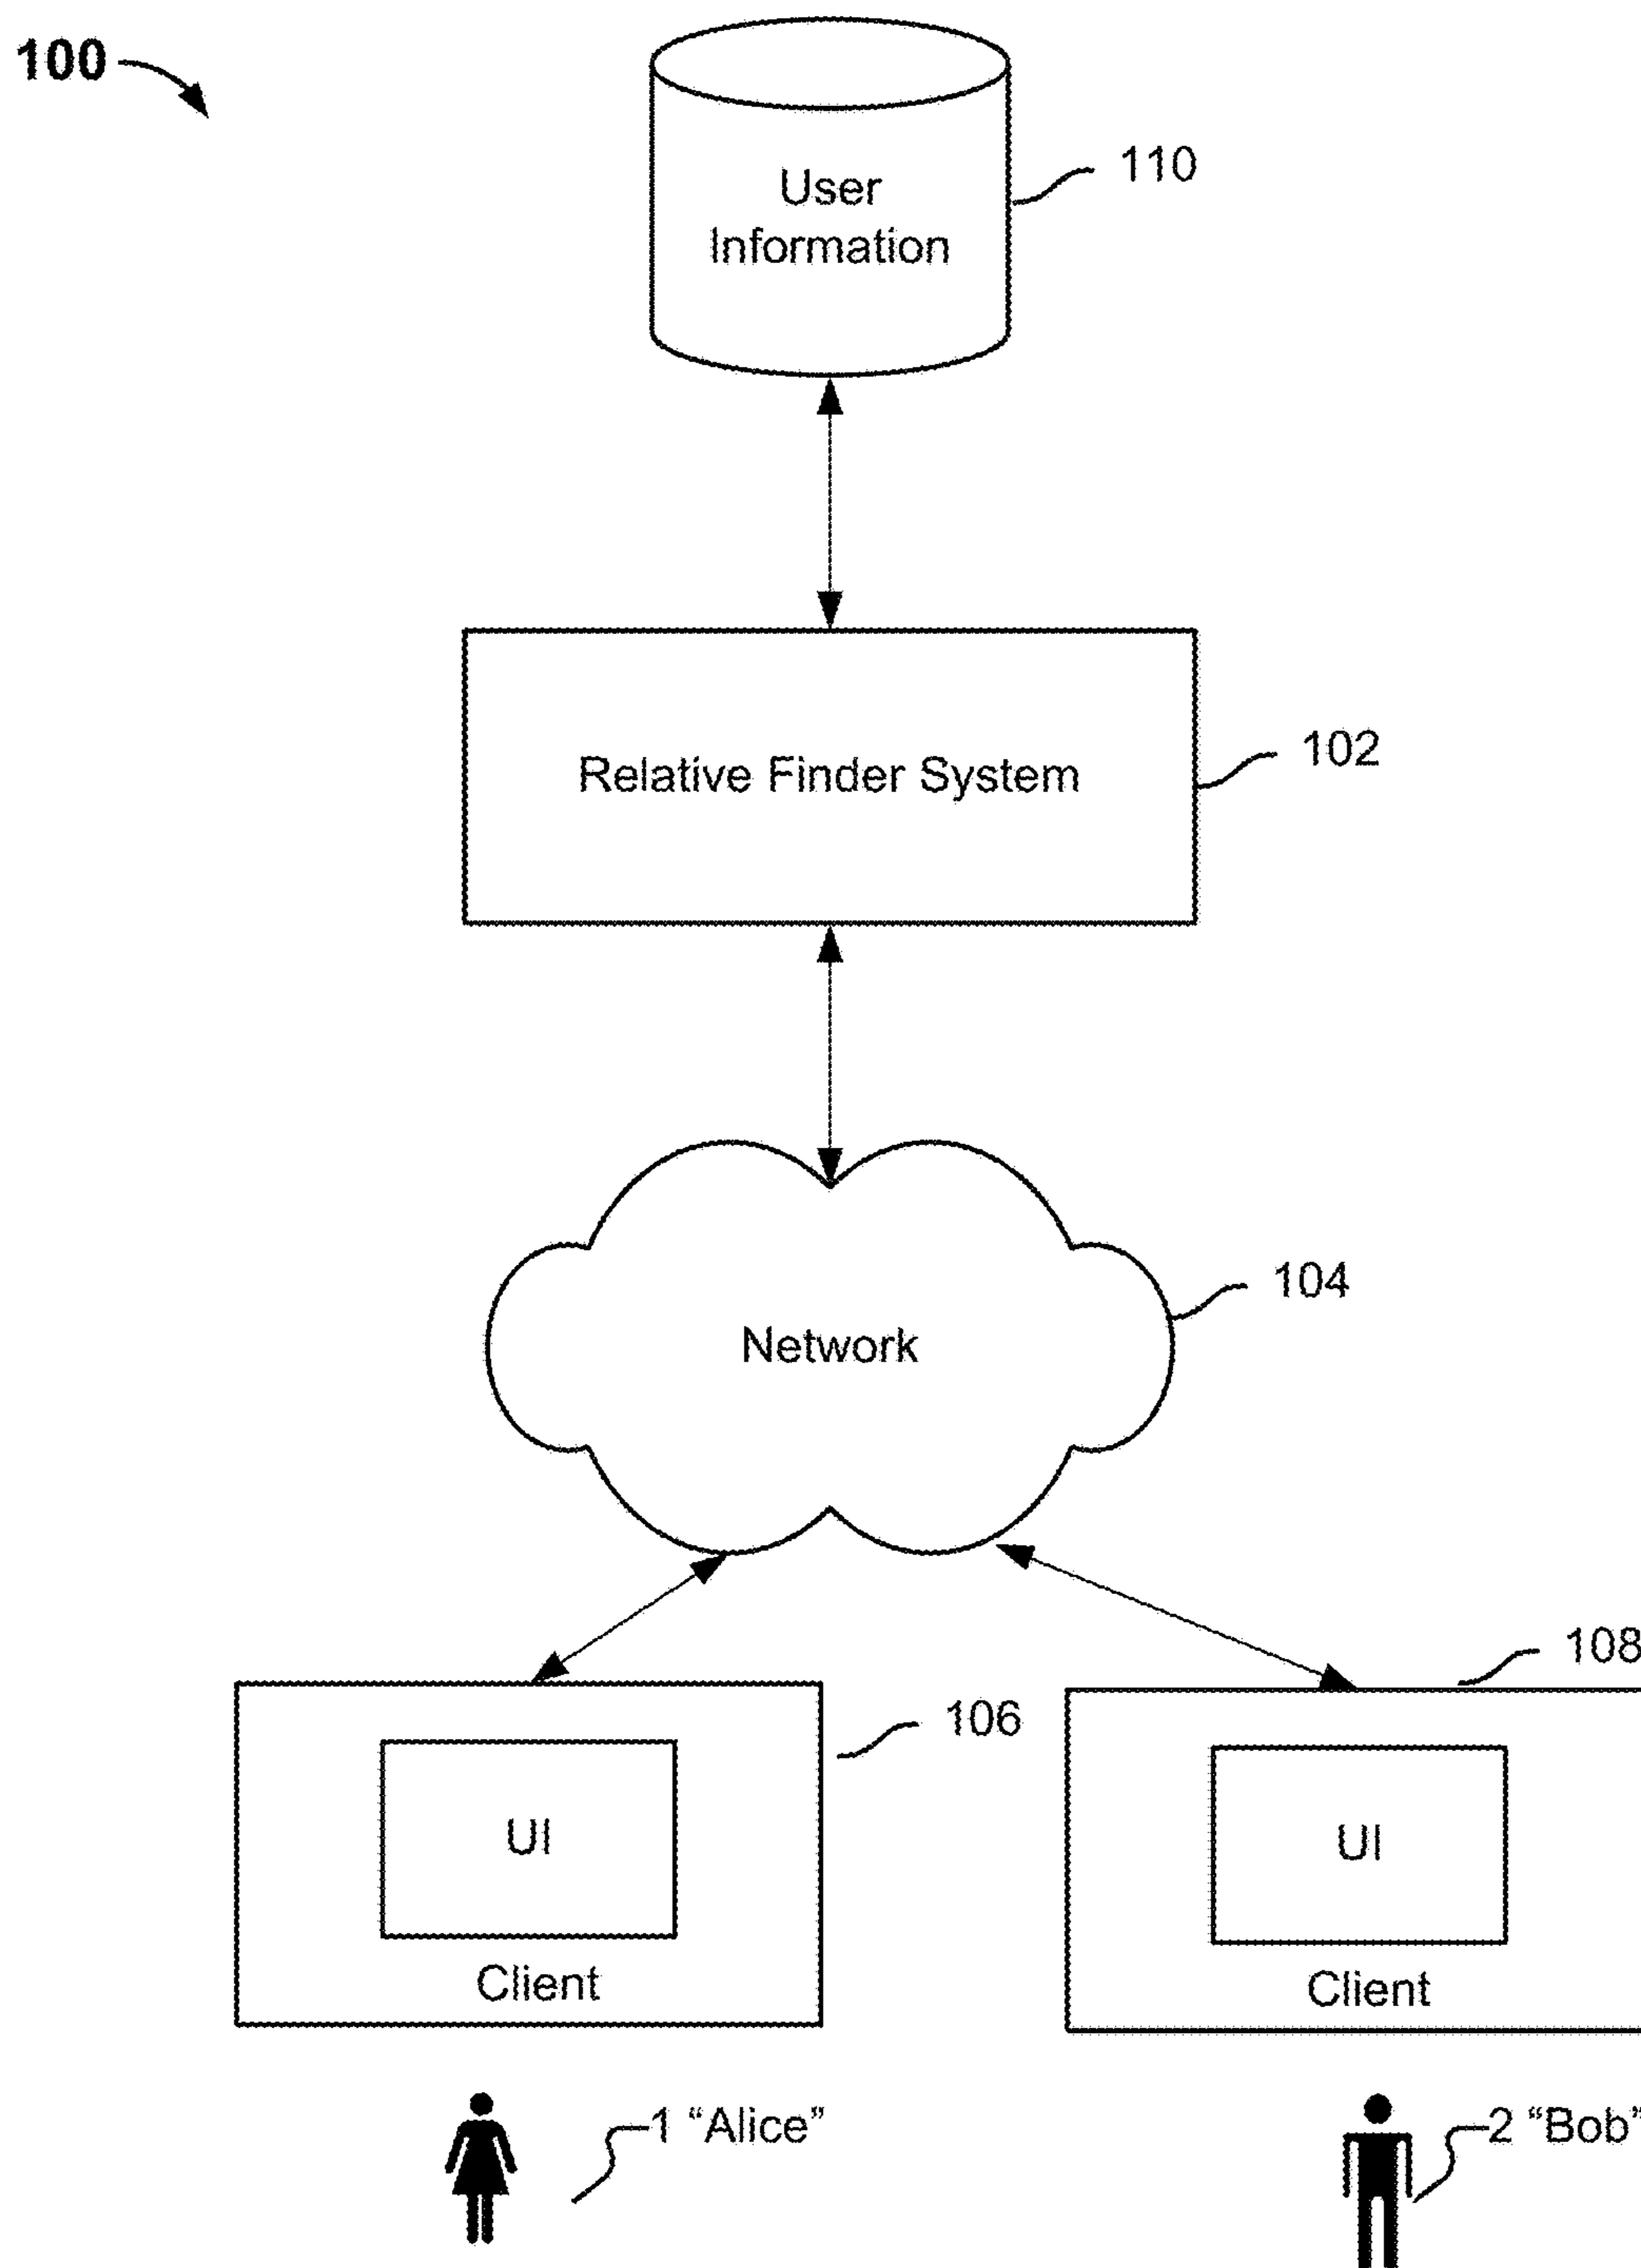 100
110
User
Information
102
Relative Finder System
104
Network
108
106
UI
UI
Client
Client
1 “Alice”
2 “Bob”